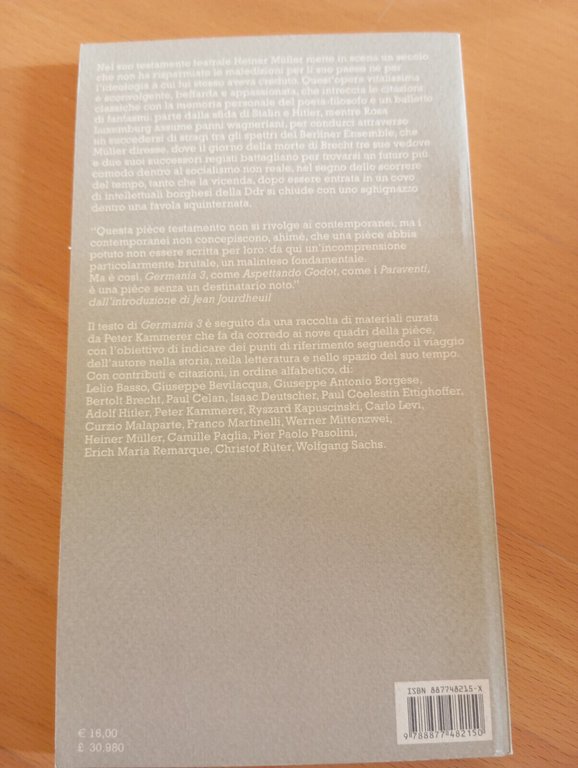 Nel suo testamento teatrale Heiner Müller mette in scena un secolo
che non ha risparmiato le maledizioni per il suo paese né per
l'ideologia a cui lui stesso aveva creduto. Quest'opera vitalissima
e sconvolgente, beffarda e appassionata, che intreccia le citazioni
classiche con la memoria personale del poeta-filosofo e un balletto
di fantasmi, parte dalla sfida di Stalin e Hitler, mentre Rosa
Luxemburg assume panni wagneriani, per condurci attraverso
un succedersi di stragi tra gli spettri del Berliner Ensemble, che
Müller diresse, dove il giorno della morte di Brecht tre sue vedove
e due suoi successori registi battagliano per trovarsi un futuro più
comodo dentro al socialismo non reale, nel segno dello scorrere
del tempo, tanto che la vicenda, dopo essere entrata in un covo
di intellettuali borghesi della Ddr si chiude con uno sghignazzo
dentro una favola squinternata.
"Questa pièce testamento non si rivolge ai contemporanei, ma i
contemporanei non concepiscono, ahimè, che una pièce abbia
potuto non essere scritta per loro: da qui un'incomprensione
particolarmente brutale, un malinteso fondamentale.
Ma è così. Germania 3, come Aspettando Godot, come i Paraventi,
è una pièce senza un destinatario noto."
dall'introduzione di Jean Jourdheuil
Il testo di Germania 3 è seguito da una raccolta di materiali curata
da Peter Kammerer che fa da corredo ai nove quadri della pièce,
con l'obiettivo di indicare dei punti di riferimento seguendo il viaggio
dell'autore nella storia, nella letteratura e nello spazio del suo tempo.
Con contributi e citazioni, in ordine alfabetico, di:
Lelio Basso, Giuseppe Bevilacqua, Giuseppe Antonio Borgese,
Bertolt Brecht, Paul Celan, Isaac Deutscher, Paul Coelestin Ettighoffer,
Adolf Hitler, Peter Kammerer, Ryszard Kapuscinski, Carlo Levi,
Curzio Malaparte, Franco Martinelli, Werner Mittenzwei,
Heiner Müller, Camille Paglia, Pier Paolo Pasolini,
Erich Maria Remarque, Christof Rüter, Wolfgang Sachs.
ISBN 887748215-X
9 788877 482150
€ 16,00
£ 30.980